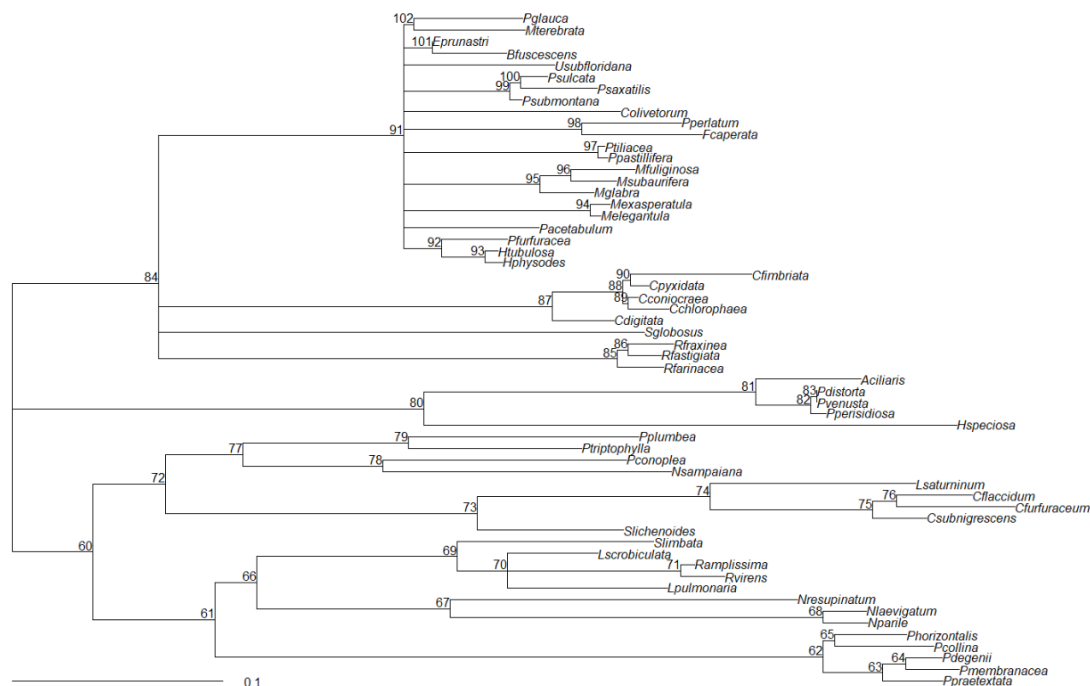 102 Pglauca
Mterebrata
101 Eprunastri
Bfuscescens
Usubfloridana
100 Psulcata
99 Psaxatilis
Psubmontana
Colivetorum
98 Pperlatum
91 Fcaperata
97 Ptiliacea
Ppastillifera
96 Mfuliginosa
95 Msubaurifera
Mglabra
94 Mexasperatula
Melegantula
Pacetabulum
92 Pfurfuracea
93 Htubulosa
Hphysodes
90 Cfimbriata
84 88 Cpyxidata
87 89 Cconiocraea
Cchlorophaea
Cdigitata
Sglobosus
86 Rfraxinea
85 Rfastigiata
Rfarinacea
81 Aciliaris
83 Pdistorta
80 82 Pvenusta
Pperisidiosa
Hspeciosa
79 Pplumbea
77 Ptriptophylla
78 Pconoplea
72 Nsampaiana
74 Lsaturninum
76 Cflaccidum
73 75 Cfurfuraceum
Csubnigrescens
Slichenoides
60 69 Slimbata
Lscrobiculata
70 71 Ramplissima
66 Rvirens
Lpulmonaria
67 Nresupinatum
61 68 Nlaevigatum
Nparile
65 Phorizontalis
62 Pcollina
64 Pdegenii
63 Pmembranacea
Ppraetextata
0.1